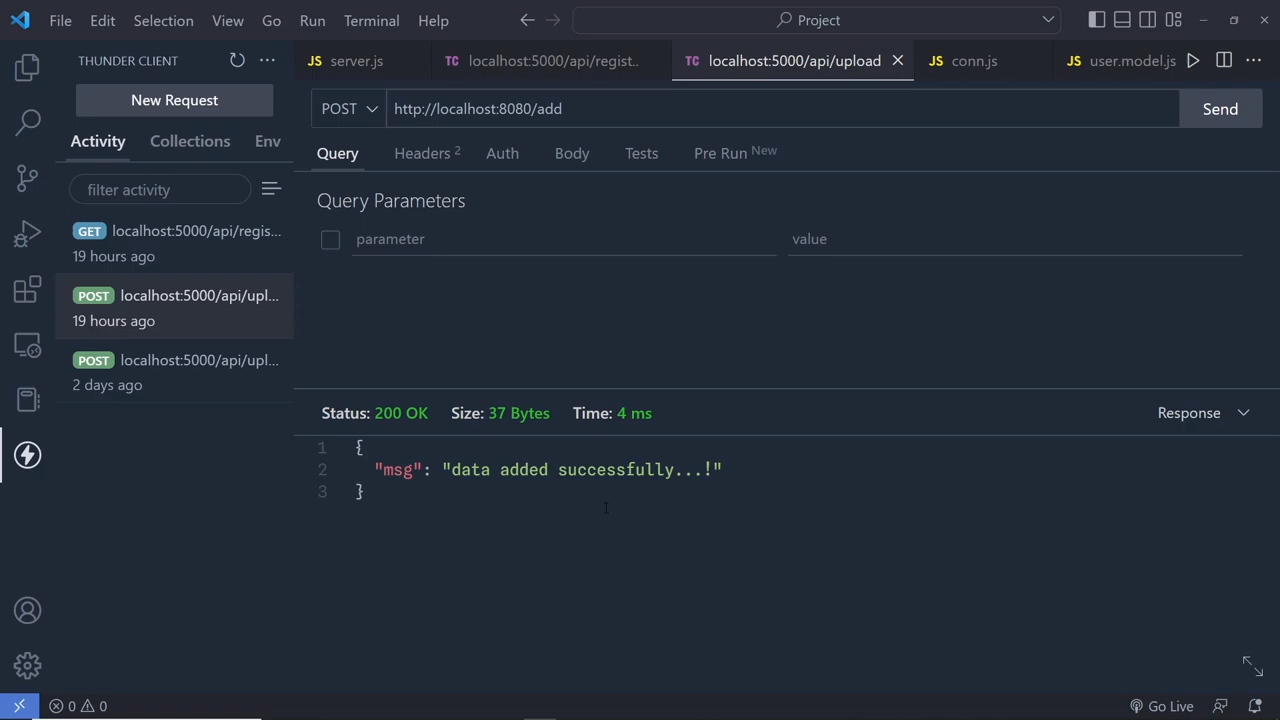 File Edit Selection View Go Run Terminal Help Project
THUNDER CLIENT
New Request
Activity Collections Env
filter activity
GET localhost:5000/api/regis...
19 hours ago
POST localhost:5000/api/upl...
19 hours ago
POST localhost:5000/api/upl...
2 days ago
JS server.js TC localhost:5000/api/regist.. TC localhost:5000/api/upload JS conn.js JS user.model.js
POST http://localhost:8080/add Send
Query Headers 2 Auth Body Tests Pre Run New
Query Parameters
parameter value
Status: 200 OK Size: 37 Bytes Time: 4 ms Response
1 {
2 "msg": "data added successfully...!"
3 }
0 0 Go Live